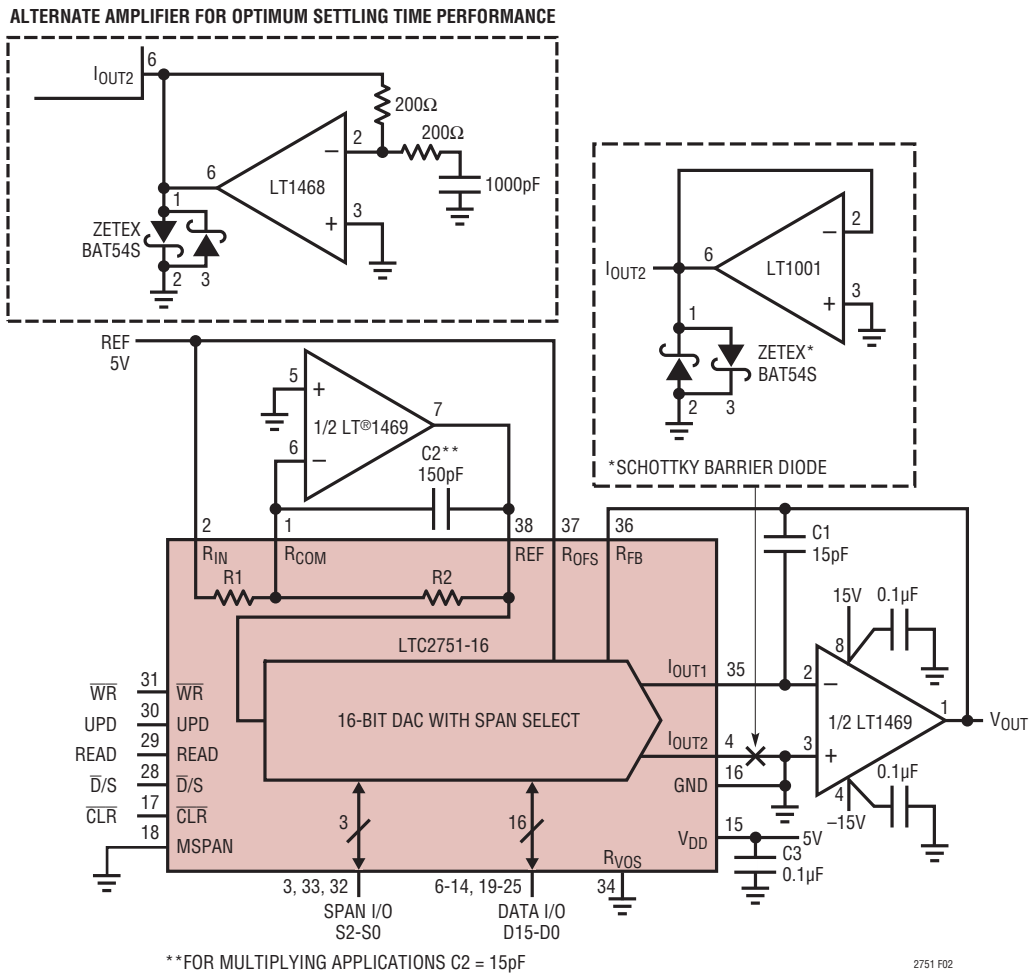 ALTERNATE AMPLIFIER FOR OPTIMUM SETTLING TIME PERFORMANCE
IOUT2
6
200Ω
200Ω
2
–
6
LT1468
1000pF
1
3
+
ZETEX
BAT54S
2
3
2
–
IOUT2
6
LT1001
3
+
1
ZETEX*
BAT54S
2
3
*SCHOTTKY BARRIER DIODE
REF
5V
5
+
7
1/2 LT®1469
6
–
C2**
150pF
2
1
38
37
36
RIN
RCOM
REF
ROFS
RFB
C1
15pF
R1
R2
15V
0.1µF
8
LTC2751-16
IOUT1
35
2
–
31
WR
WR
30
UPD
UPD
16-BIT DAC WITH SPAN SELECT
1/2 LT1469
1
VOUT
29
READ
READ
IOUT2
4
3
+
28
D/S
D/S
GND
16
0.1µF
4
–15V
17
CLR
CLR
18
MSPAN
3
16
VDD
15
5V
C3
0.1µF
RVOS
34
3, 33, 32
6-14, 19-25
SPAN I/O
DATA I/O
S2-S0
D15-D0
**FOR MULTIPLYING APPLICATIONS C2 = 15pF
2751 F02